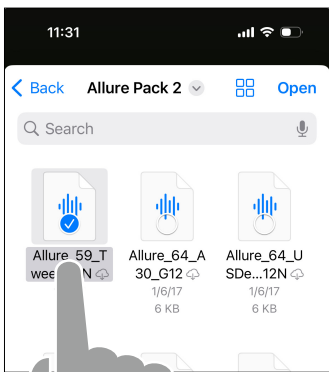 11:31
Back Allure Pack 2 Open
Search
Allure_59_T Allure_64_A Allure_64_U
N 30_G12 SDe...12N
1/6/17 1/6/17
6 KB 6 KB